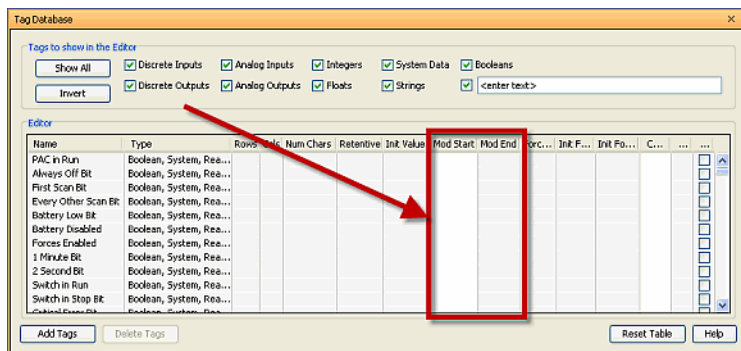 Tag Database
Tags to show in the Editor
Show All
Discrete Inputs
Analog Inputs
Integers
System Data
Booleans
Invert
Discrete Outputs
Analog Outputs
Floats
Strings
<enter text>
Editor
Name Type Rows Num Chars Retentive Init Value Mod Start Mod End Init F... Init Fo... C... ... ...
PAC in Run Boolean, System, Rea...
Always Off Bit Boolean, System, Rea...
First Scan Bit Boolean, System, Rea...
Every Other Scan Bit Boolean, System, Rea...
Battery Low Bit Boolean, System, Rea...
Battery Disabled Boolean, System, Rea...
Forces Enabled Boolean, System, Rea...
1 Minute Bit Boolean, System, Rea...
2 Second Bit Boolean, System, Rea...
Switch in Run Boolean, System, Rea...
Switch in Stop Bit Boolean, System, Rea...
Add Tags
Delete Tags
Reset Table
Help